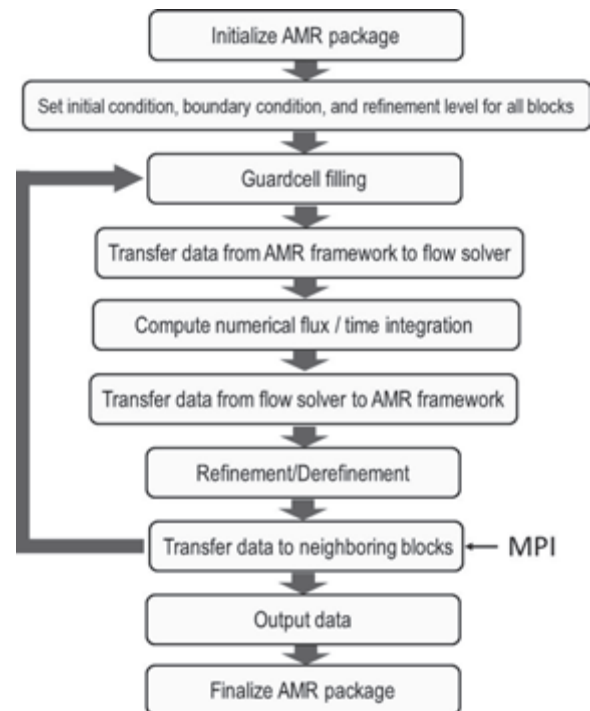 Initialize AMR package
Set initial condition, boundary condition, and refinement level for all blocks
Guardcell filling
Transfer data from AMR framework to flow solver
Compute numerical flux / time integration
Transfer data from flow solver to AMR framework
Refinement/Derefinement
Transfer data to neighboring blocks
MPI
Output data
Finalize AMR package